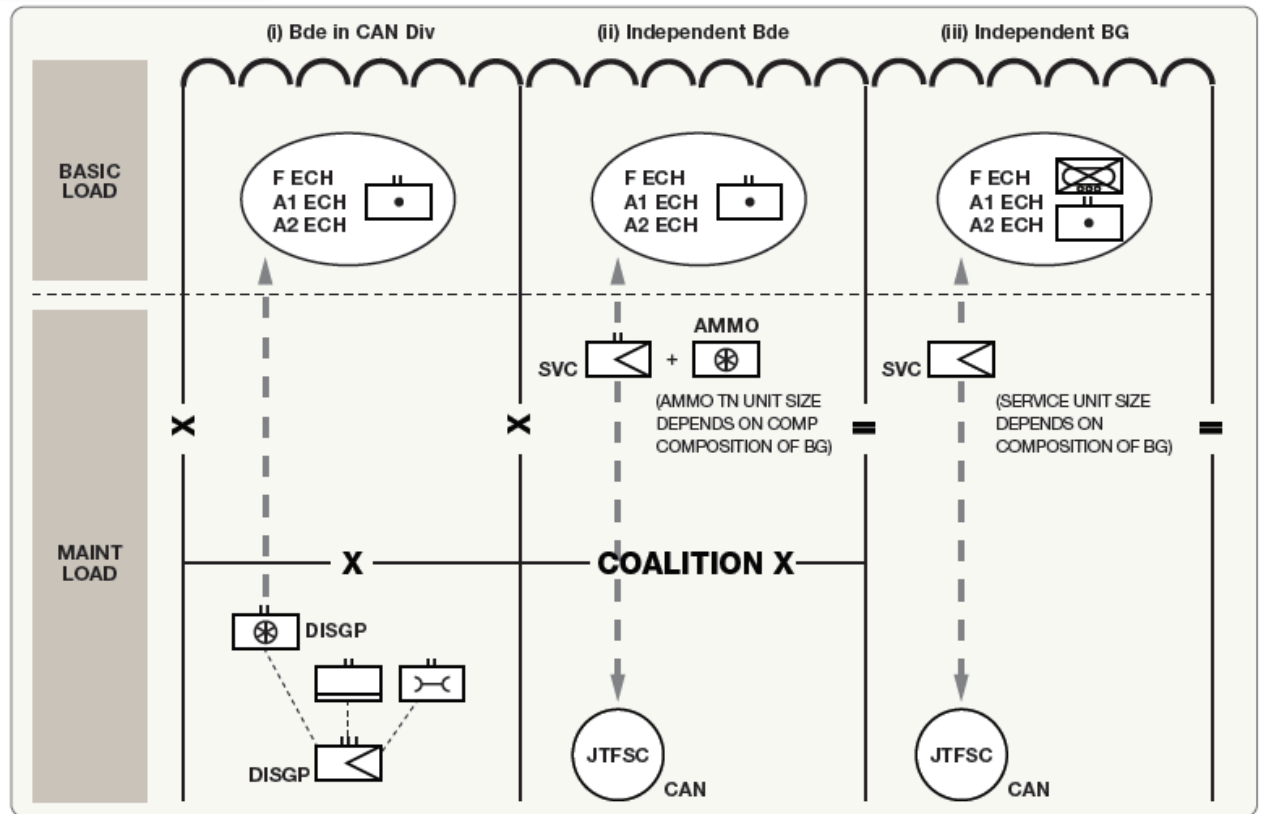 (i) Bde in CAN Div
(ii) Independent Bde
(iii) Independent BG
BASIC
LOAD
F ECH
A1 ECH
A2 ECH
F ECH
A1 ECH
A2 ECH
F ECH
A1 ECH
A2 ECH
MAINT
LOAD
AMMO
SVC
+
(AMMO TN UNIT SIZE
DEPENDS ON COMP
COMPOSITION OF BG)
SVC
(SERVICE UNIT SIZE
DEPENDS ON
COMPOSITION OF BG)
X
X
X
COALITION X
DISGP
DISGP
JTFSC
CAN
JTFSC
CAN